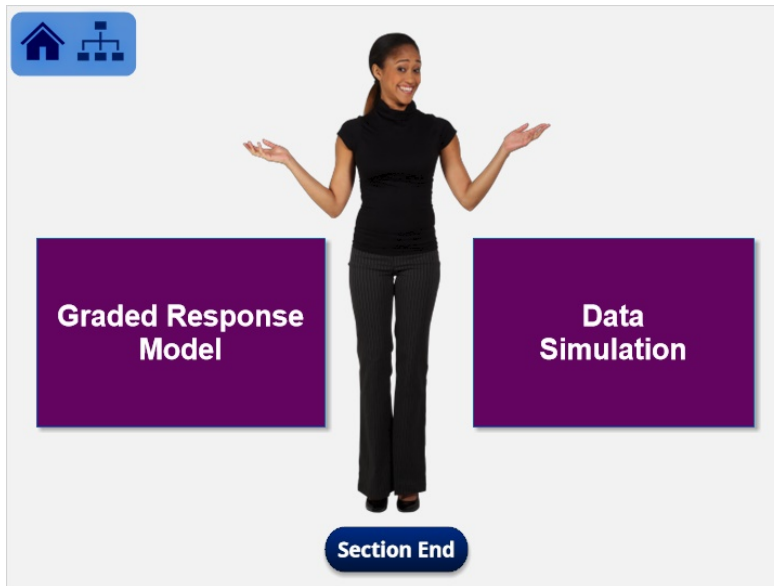 Graded Response
Model
Data
Simulation
Section End